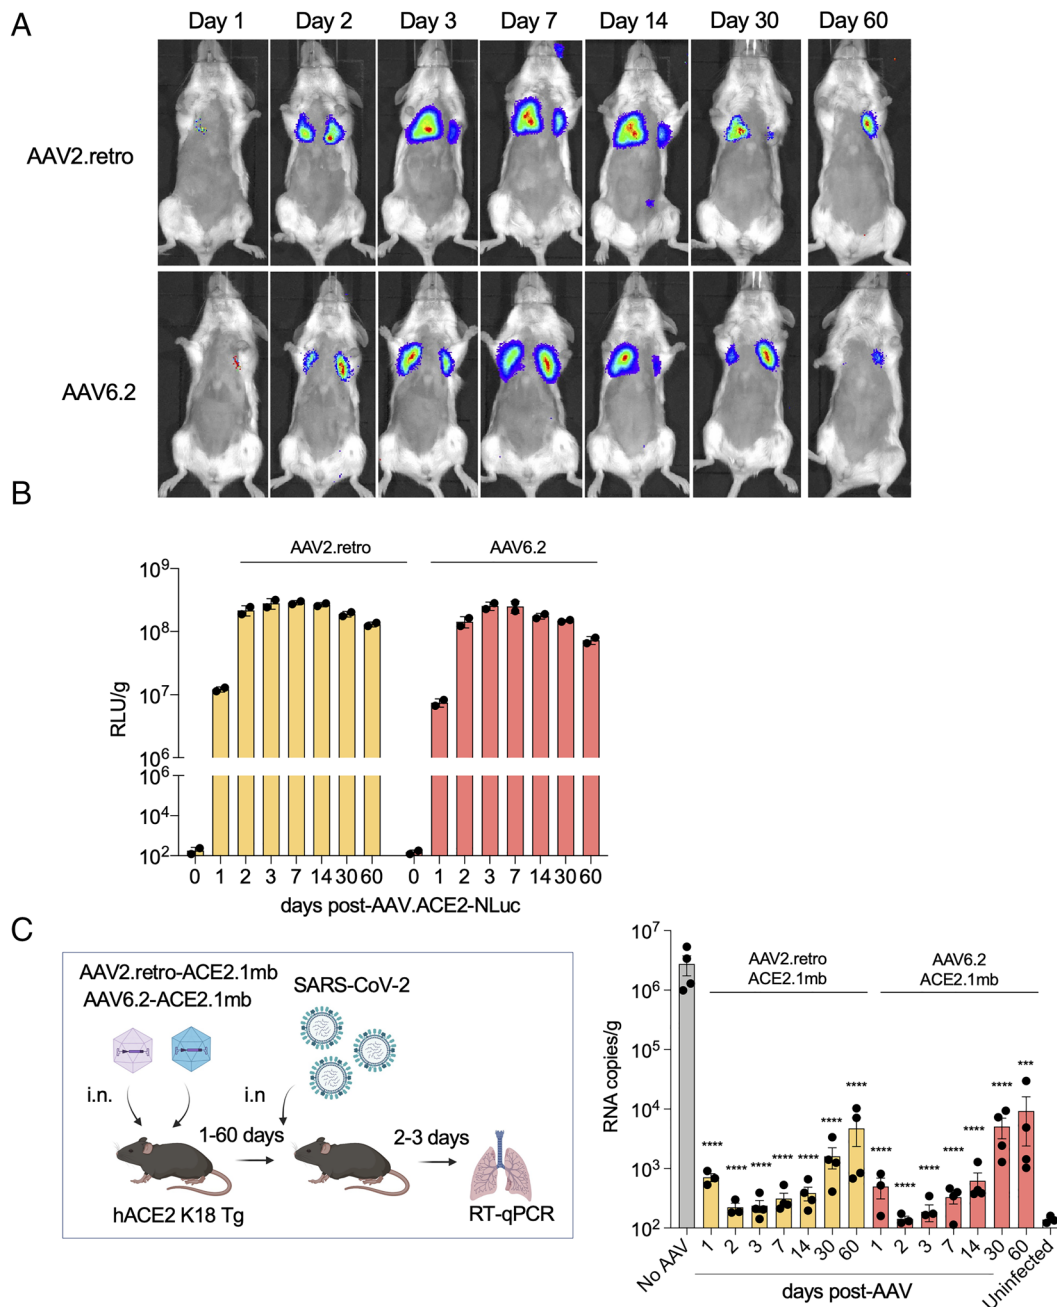 A
Day 1 Day 2 Day 3 Day 7 Day 14 Day 30 Day 60
AAV2.retro
AAV6.2
B
AAV2.retro AAV6.2
10⁹
10⁸
10⁷
10⁶
10⁶
10⁴
10²
RLU/g
0 1 2 3 7 14 30 60 0 1 2 3 7 14 30 60
days post-AAV.ACE2-NLuc
C
AAV2.retro-ACE2.1mb
AAV6.2-ACE2.1mb
SARS-CoV-2
i.n.
i.n
1-60 days
2-3 days
hACE2 K18 Tg
RT-qPCR
10⁷
10⁶
10⁵
10⁴
10³
10²
RNA copies/g
AAV2.retro
ACE2.1mb
AAV6.2
ACE2.1mb
**** **** **** **** **** **** **** **** **** **** **** **** **** ***
No AAV 1 2 3 7 14 30 60 1 2 3 7 14 30 60 Uninfected
days post-AAV